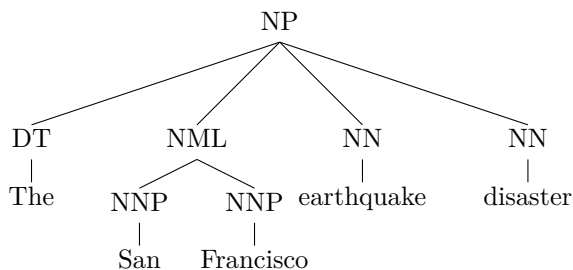 NP
DT NML NN NN
The NNP NNP earthquake disaster
San Francisco